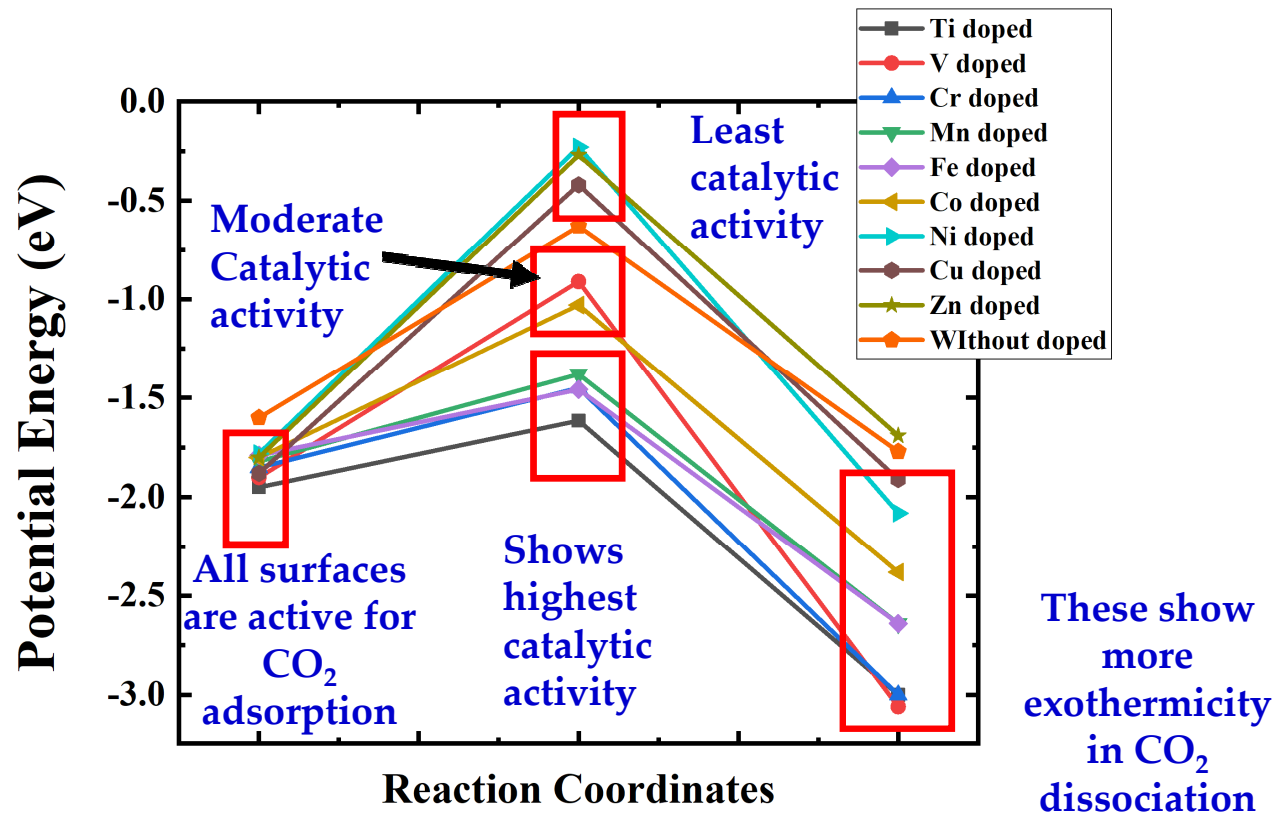 Ti doped
V doped
Cr doped
Mn doped
Fe doped
Co doped
Ni doped
Cu doped
Zn doped
WIthout doped
Potential Energy (eV)
0.0
-0.5
-1.0
-1.5
-2.0
-2.5
-3.0
Least
catalytic
activity
Moderate
Catalytic
activity
All surfaces
are active for
CO₂
adsorption
Shows
highest
catalytic
activity
These show
more
exothermicity
in CO₂
dissociation
Reaction Coordinates